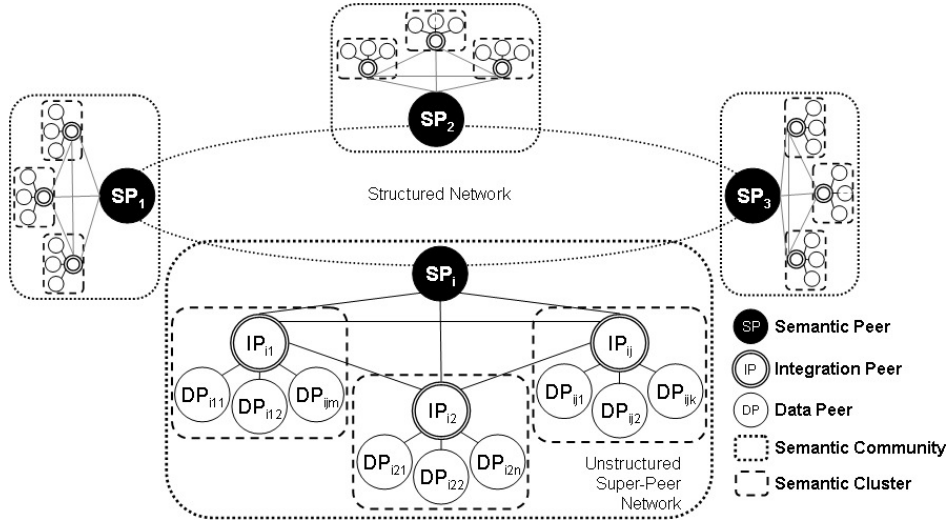 SP2
SP1
Structured Network
SP3
SPi
IPi1
IPij
DPi11
DPi12
DPijm
IPi2
DPij1
DPij2
DPijk
DPi21
DPi22
DPi2n
Unstructured
Super-Peer
Network
SP Semantic Peer
IP Integration Peer
DP Data Peer
Semantic Community
Semantic Cluster